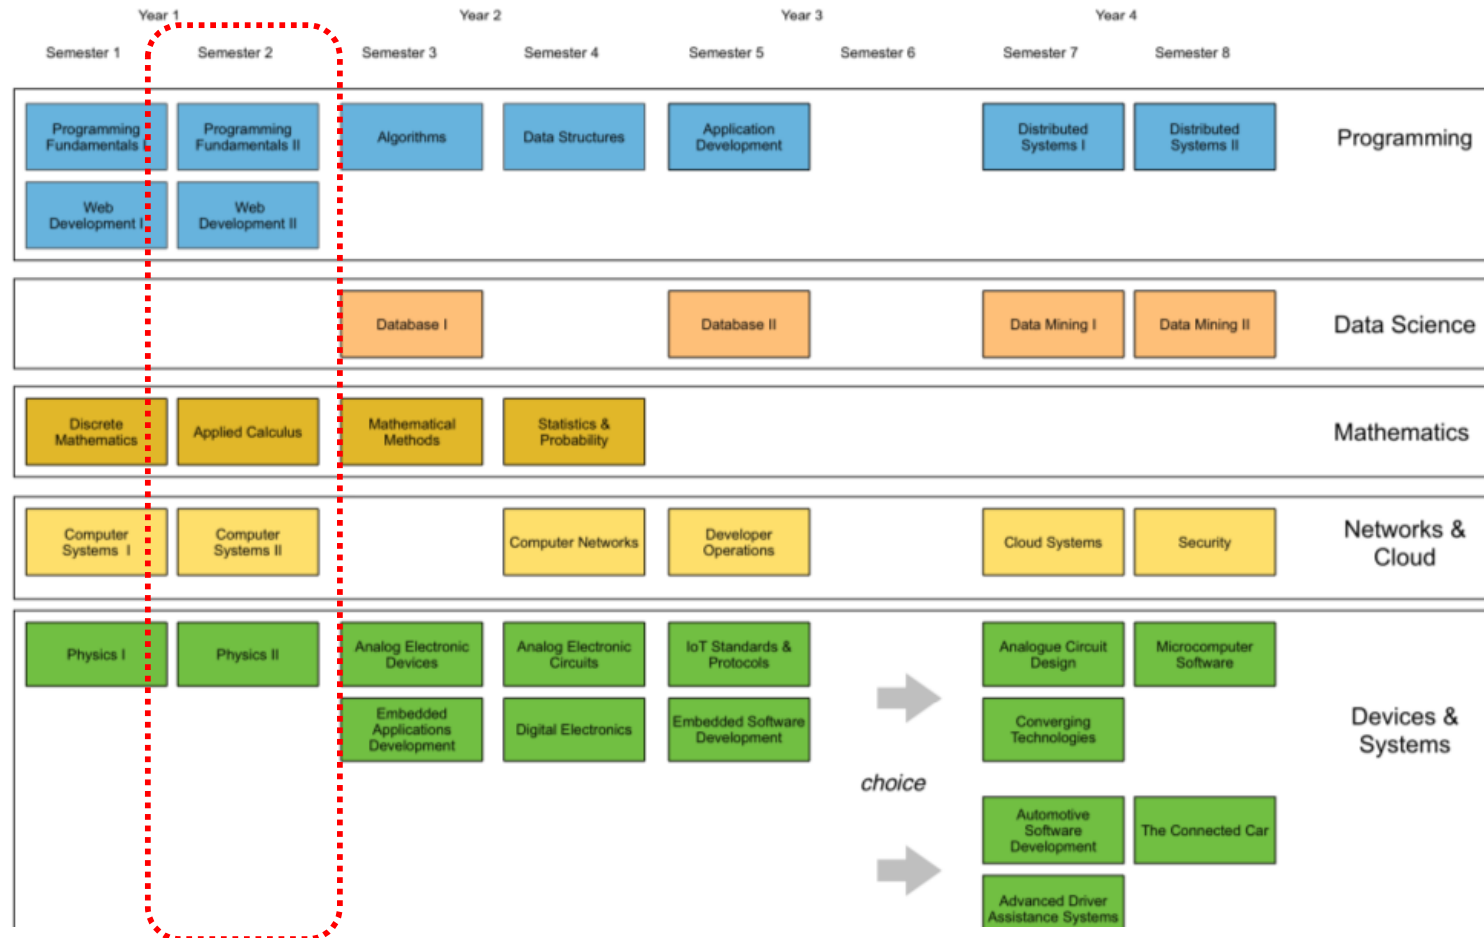 Year 1
Year 2
Year 3
Year 4
Semester 1
Semester 2
Semester 3
Semester 4
Semester 5
Semester 6
Semester 7
Semester 8
Programming
Fundamentals I
Programming
Fundamentals II
Algorithms
Data Structures
Application
Development
Distributed
Systems I
Distributed
Systems II
Programming
Web
Development I
Web
Development II
Database I
Database II
Data Mining I
Data Mining II
Data Science
Discrete
Mathematics
Applied Calculus
Mathematical
Methods
Statistics &
Probability
Mathematics
Computer
Systems I
Computer
Systems II
Computer Networks
Developer
Operations
Cloud Systems
Security
Networks &
Cloud
Physics I
Physics II
Analog Electronic
Devices
Analog Electronic
Circuits
IoT Standards &
Protocols
Analogue Circuit
Design
Microcomputer
Software
Embedded
Applications
Development
Digital Electronics
Embedded Software
Development
Converging
Technologies
Devices &
Systems
choice
Automotive
Software
Development
The Connected Car
Advanced Driver
Assistance Systems